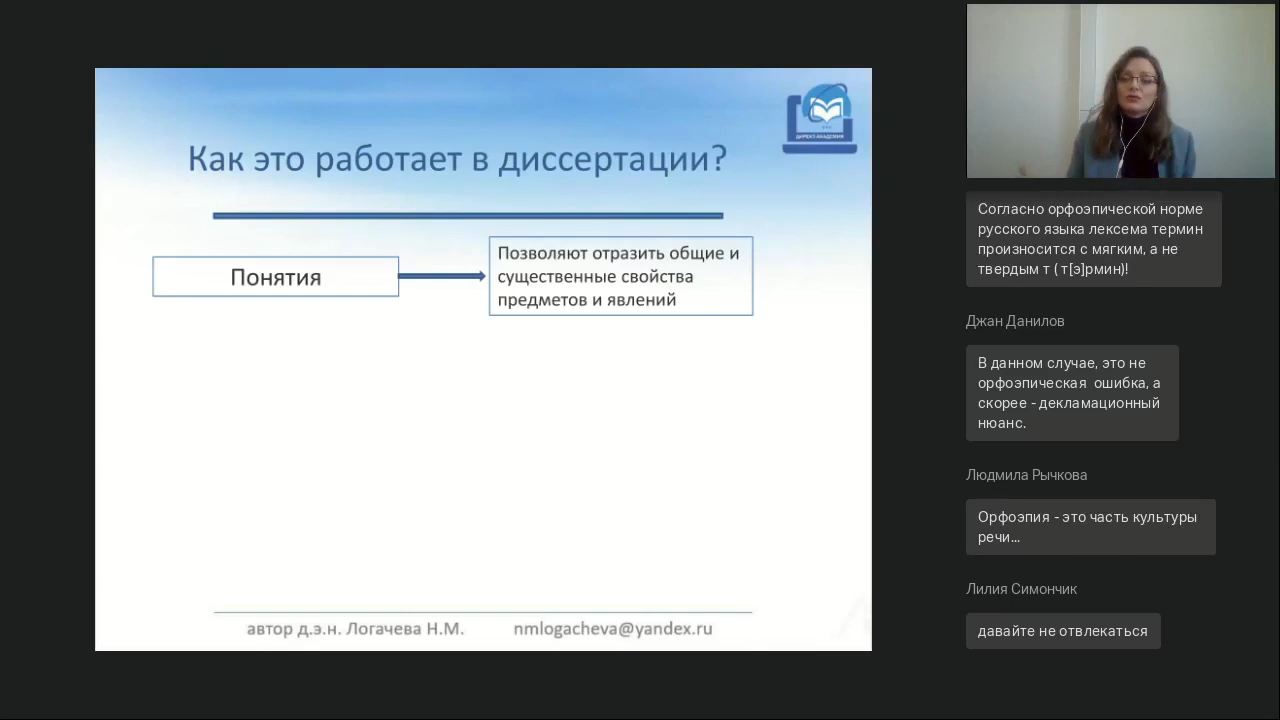 ДИРЕКТ-АКАДЕМИЯ
Как это работает в диссертации?
Понятия
Позволяют отразить общие и
существенные свойства
предметов и явлений
автор д.э.н. Логачева Н.М. nmlogacheva@yandex.ru
Согласно орфоэпической норме
русского языка лексема термин
произносится с мягким, а не
твердым т ( т[э]рмин)!
Джан Данилов
В данном случае, это не
орфоэпическая  ошибка, а
скорее - декламационный
нюанс.
Людмила Рычкова
Орфоэпия - это часть культуры
речи...
Лилия Симончик
давайте не отвлекаться